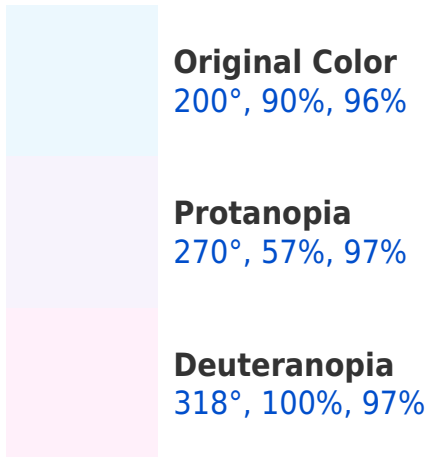 Original Color
200°, 90%, 96%
Protanopia
270°, 57%, 97%
Deuteranopia
318°, 100%, 97%